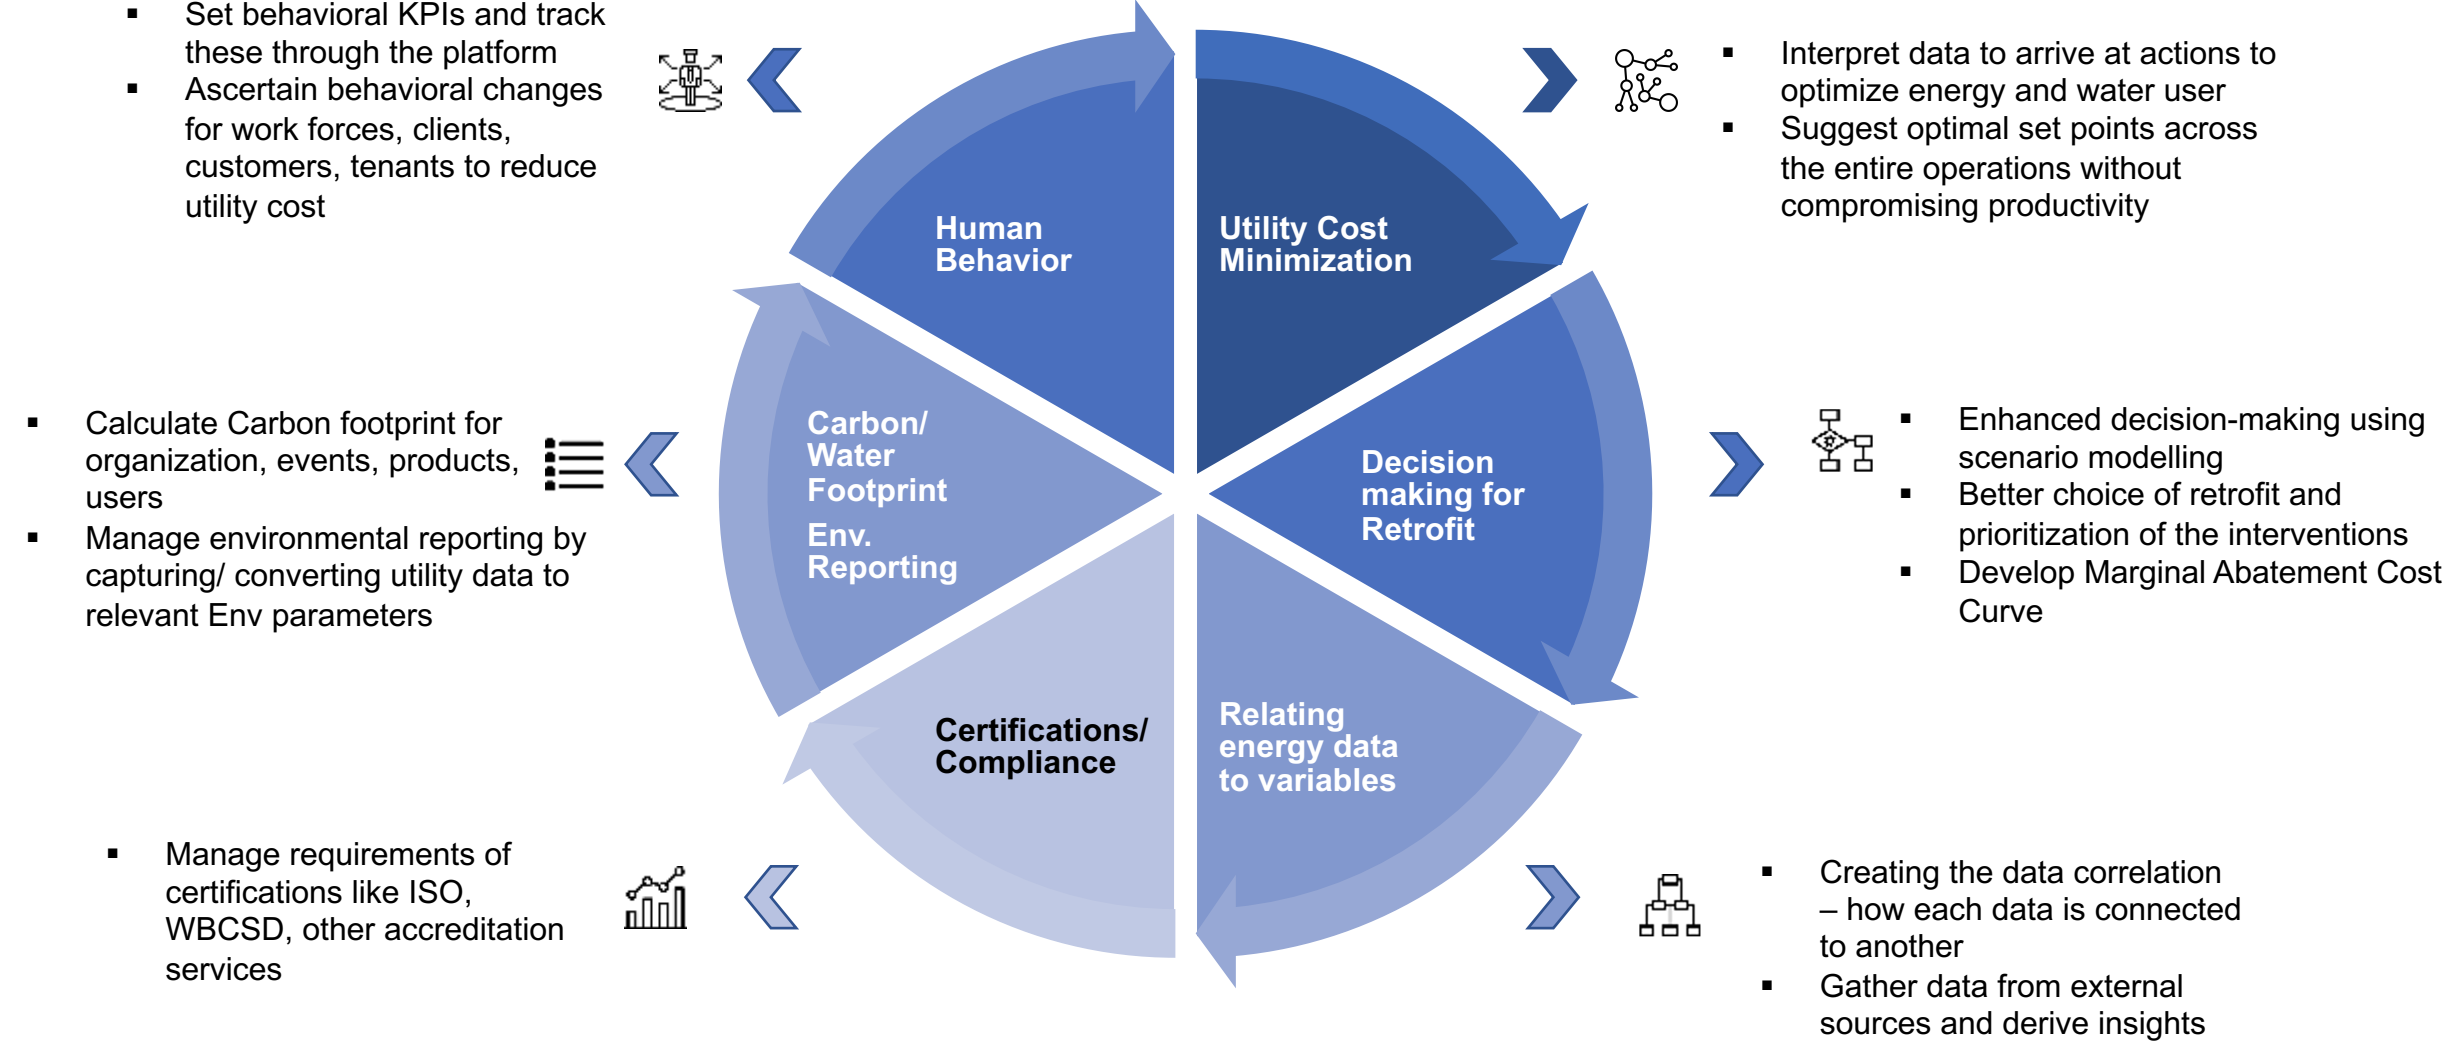 ▪ Set behavioral KPIs and track
these through the platform
▪ Ascertain behavioral changes
for work forces, clients,
customers, tenants to reduce
utility cost
▪ Interpret data to arrive at actions to
optimize energy and water user
▪ Suggest optimal set points across
the entire operations without
compromising productivity
Human
Behavior
Utility Cost
Minimization
▪ Calculate Carbon footprint for
organization, events, products,
users
▪ Manage environmental reporting by
capturing/ converting utility data to
relevant Env parameters
Carbon/
Water
Footprint
Env.
Reporting
Decision
making for
Retrofit
▪ Enhanced decision-making using
scenario modelling
▪ Better choice of retrofit and
prioritization of the interventions
▪ Develop Marginal Abatement Cost
Curve
Certifications/
Compliance
Relating
energy data
to variables
▪ Manage requirements of
certifications like ISO,
WBCSD, other accreditation
services
▪ Creating the data correlation
– how each data is connected
to another
▪ Gather data from external
sources and derive insights